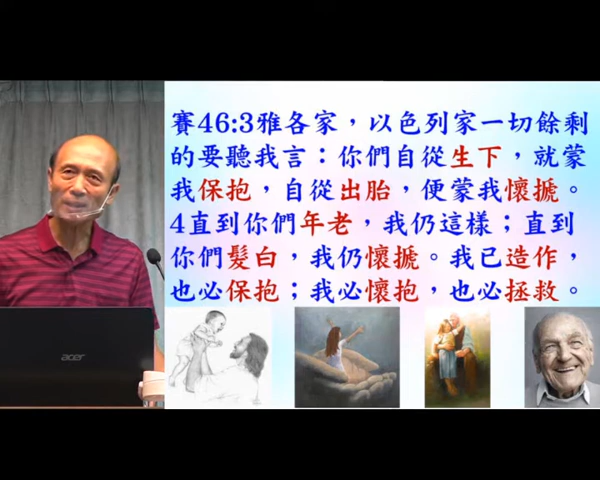 賽46:3雅各家，以色列家一切餘剩
的要聽我言：你們自從生下，就蒙
我保抱，自從出胎，便蒙我懷搋。
4直到你們年老，我仍這樣；直到
你們髮白，我仍懷搋。我已造作，
也必保抱；我必懷抱，也必拯救。
acer